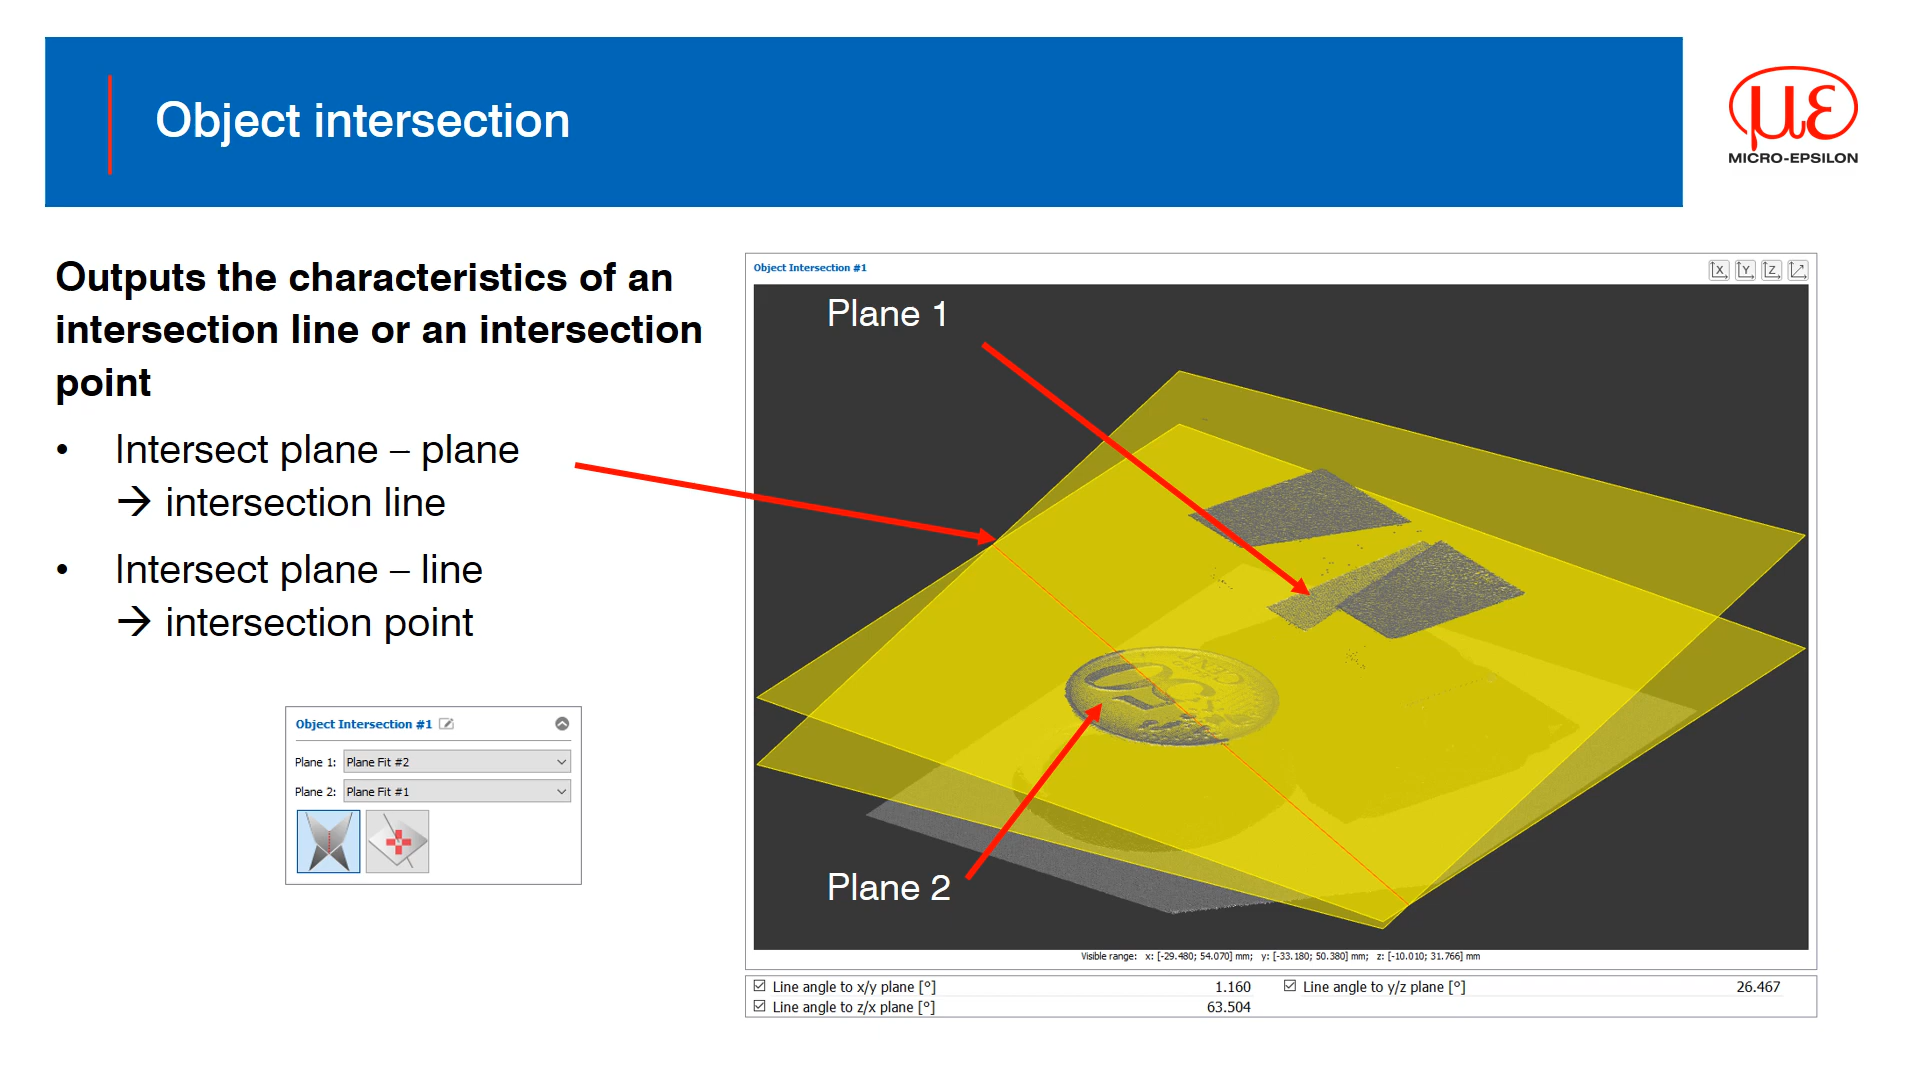 Object intersection
με
MICRO-EPSILON
Outputs the characteristics of an
intersection line or an intersection
point
• Intersect plane – plane
→ intersection line
• Intersect plane – line
→ intersection point
Object Intersection #1
Plane 1: Plane Fit #2
Plane 2: Plane Fit #1
Object Intersection #1
X Y Z
Plane 1
Plane 2
Visible range: x: [-29.480; 54.070] mm; y: [-33.180; 50.380] mm; z: [-10.010; 31.766] mm
Line angle to x/y plane [°] 1.160 Line angle to y/z plane [°] 26.467
Line angle to z/x plane [°] 63.504